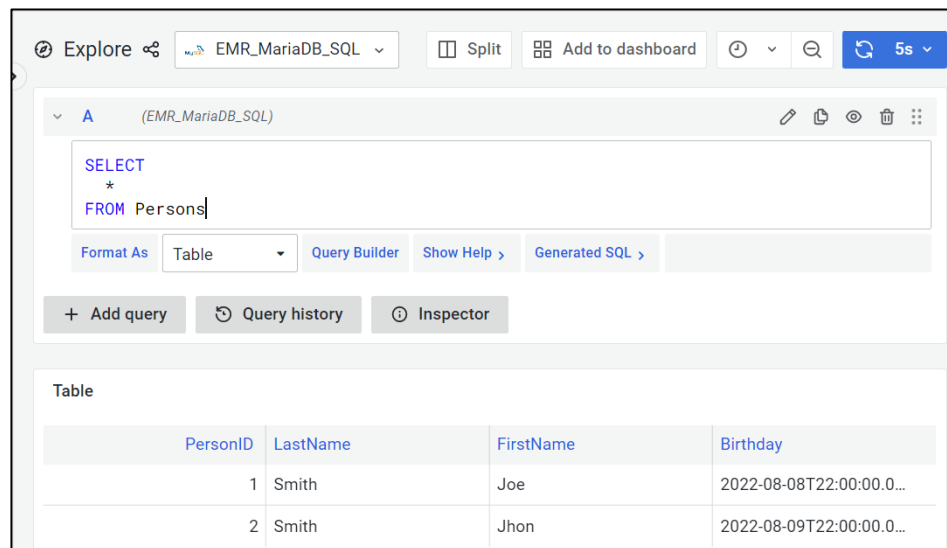 Explore MySQL EMR_MariaDB_SQL Split Add to dashboard 5s
A (EMR_MariaDB_SQL)
SELECT
*
FROM Persons
Format As Table Query Builder Show Help > Generated SQL >
+ Add query Query history Inspector
Table
PersonID LastName FirstName Birthday
1 Smith Joe 2022-08-08T22:00:00.0...
2 Smith Jhon 2022-08-09T22:00:00.0...